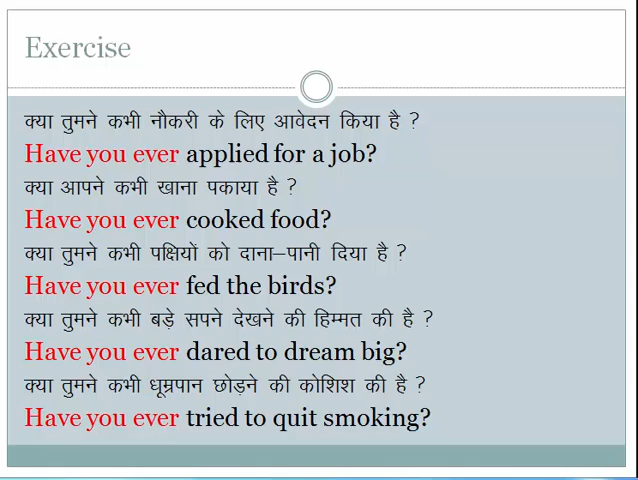 Exercise
क्या तुमने कभी नौकरी के लिए आवेदन किया है ?
Have you ever applied for a job?
क्या आपने कभी खाना पकाया है ?
Have you ever cooked food?
क्या तुमने कभी पक्षियों को दाना–पानी दिया है ?
Have you ever fed the birds?
क्या तुमने कभी बड़े सपने देखने की हिम्मत की है ?
Have you ever dared to dream big?
क्या तुमने कभी धूम्रपान छोड़ने की कोशिश की है ?
Have you ever tried to quit smoking?